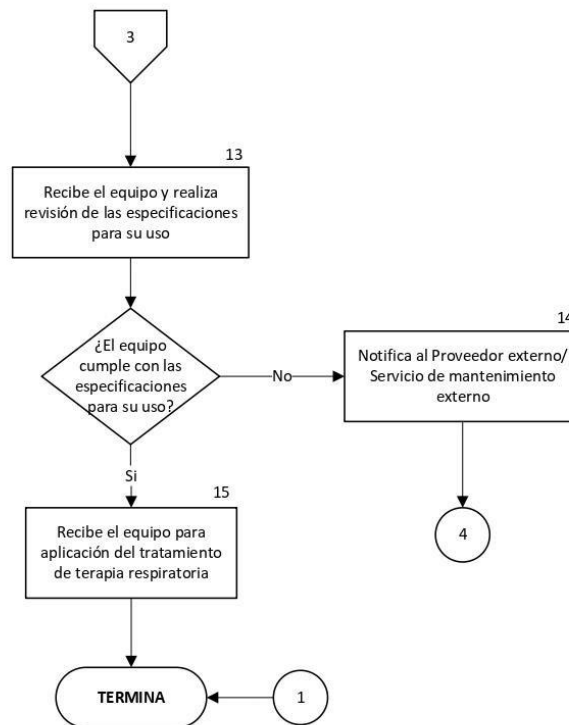 3
13
Recibe el equipo y realiza
revisión de las especificaciones
para su uso
¿El equipo
cumple con las
especificaciones
para su uso?
No
14
Notifica al Proveedor externo/
Servicio de mantenimiento
externo
Si
15
Recibe el equipo para
aplicación del tratamiento
de terapia respiratoria
4
TERMINA
1